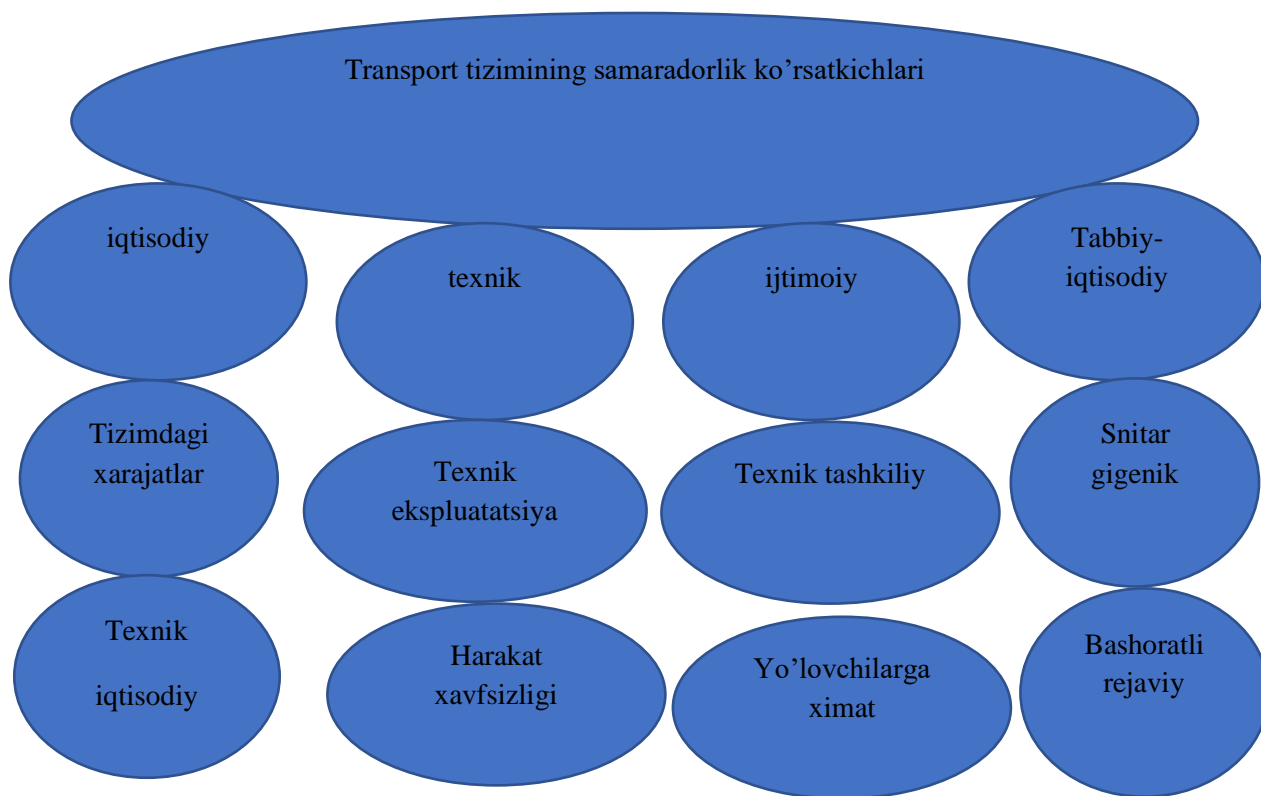 Transport tizimining samaradorlik ko’rsatkichlari
iqtisodiy
texnik
ijtimoiy
Tabbiy-
iqtisodiy
Tizimdagi
xarajatlar
Texnik
ekspluatatsiya
Texnik tashkiliy
Snitar
gigenik
Texnik
iqtisodiy
Harakat
xavfsizligi
Yo’lovchilarga
ximat
Bashoratli
rejaviy